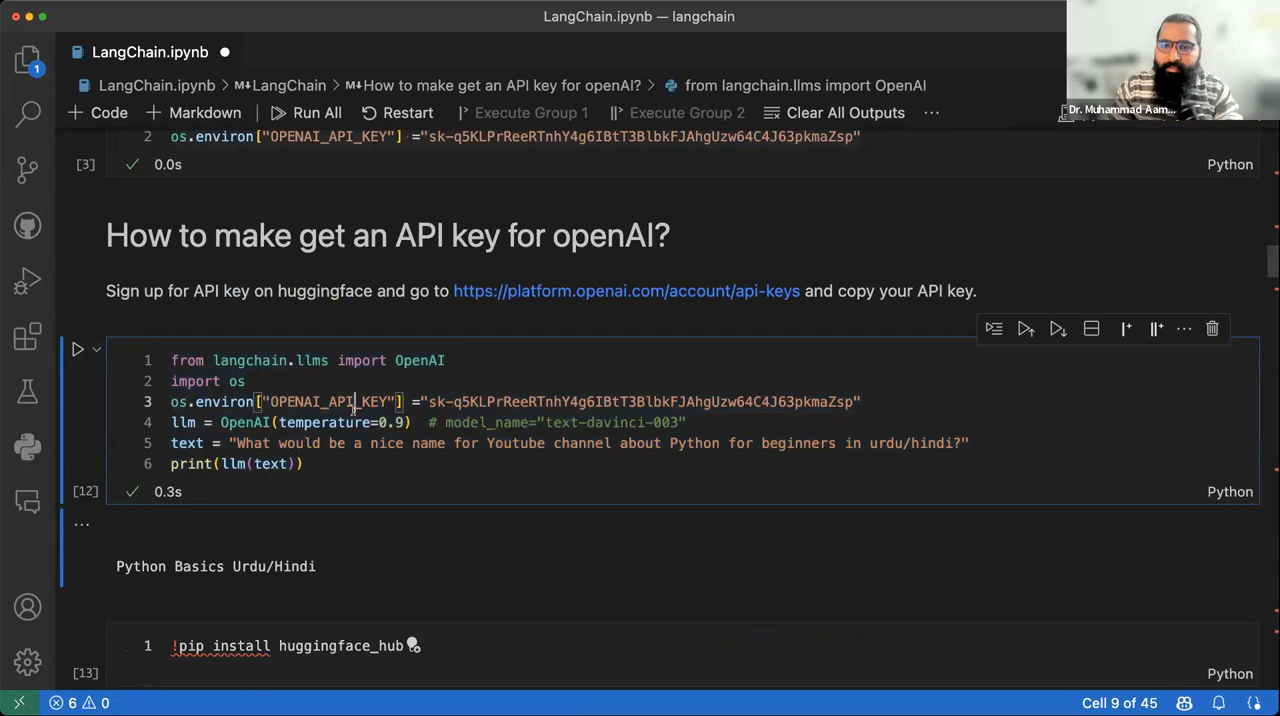 LangChain.ipynb — langchain
LangChain.ipynb
LangChain.ipynb > M↓LangChain > M↓How to make get an API key for openAI? > from langchain.llms import OpenAI
Dr. Muhammad Aam...
+ Code + Markdown Run All Restart Execute Group 1 Execute Group 2 Clear All Outputs ...
2 os.environ["OPENAI_API_KEY"] ="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"
[3] 0.0s Python
How to make get an API key for openAI?
Sign up for API key on huggingface and go to https://platform.openai.com/account/api-keys and copy your API key.
1 from langchain.llms import OpenAI
2 import os
3 os.environ["OPENAI_API_KEY"] ="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"
4 llm = OpenAI(temperature=0.9) # model_name="text-davinci-003"
5 text = "What would be a nice name for Youtube channel about Python for beginners in urdu/hindi?"
6 print(llm(text))
[12] 0.3s Python
...
Python Basics Urdu/Hindi
1 !pip install huggingface_hub
[13] Python
1
6 0 Cell 9 of 45